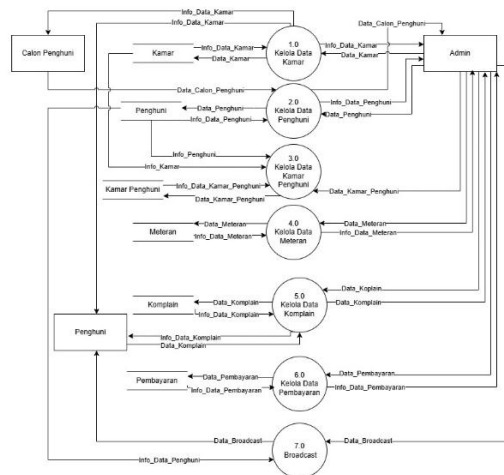 Info_Data_Kamar
Info_Data_Kamar
Data_Calon_Penghuni
Calon Penghuni
Kamar
Info_Data_Kamar
Data_Kamar
1.0
Kelola Data
Kamar
Info_Data_Kamar
Data_Kamar
Admin
Data_Calon_Penghuni
Penghuni
Data_Penghuni
Info_Data_Penghuni
2.0
Kelola Data
Penghuni
Info_Data_Penghuni
Data_Penghuni
Info_Penghuni
Info_Kamar
3.0
Kelola Data
Kamar
Penghuni
Kamar Penghuni
Info_Data_Kamar_Penghuni
Data_Kamar_Penghuni
Data_Kamar_Penghuni
Meteran
Data_Meteran
Info_Data_Meteran
4.0
Kelola Data
Meteran
Data_Meteran
Info_Data_Meteran
Komplain
Data_Komplain
Info_Data_Komplain
5.0
Kelola Data
Komplain
Data_Koplain
Data_Komplain
Penghuni
Info_Data_Komplain
Data_Komplain
Pembayaran
Data_Pembayaran
Info_Data_Pembayaran
6.0
Kelola Data
Pembayaran
Data_Pembayaran
Info_Data_Pembayaran
Data_Broadcast
Info_Data_Penghuni
7.0
Broadcast
Data_Broadcast